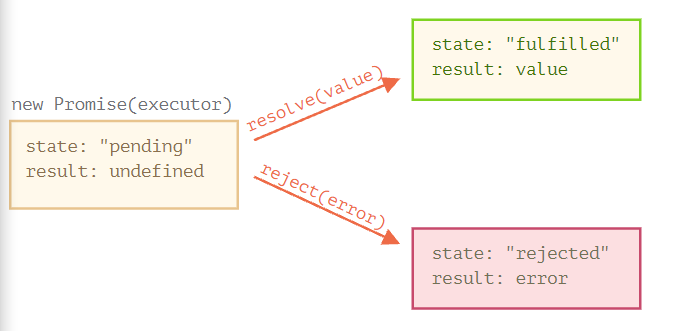 new Promise(executor)
state: "pending"
result: undefined
resolve(value)
reject(error)
state: "fulfilled"
result: value
state: "rejected"
result: error